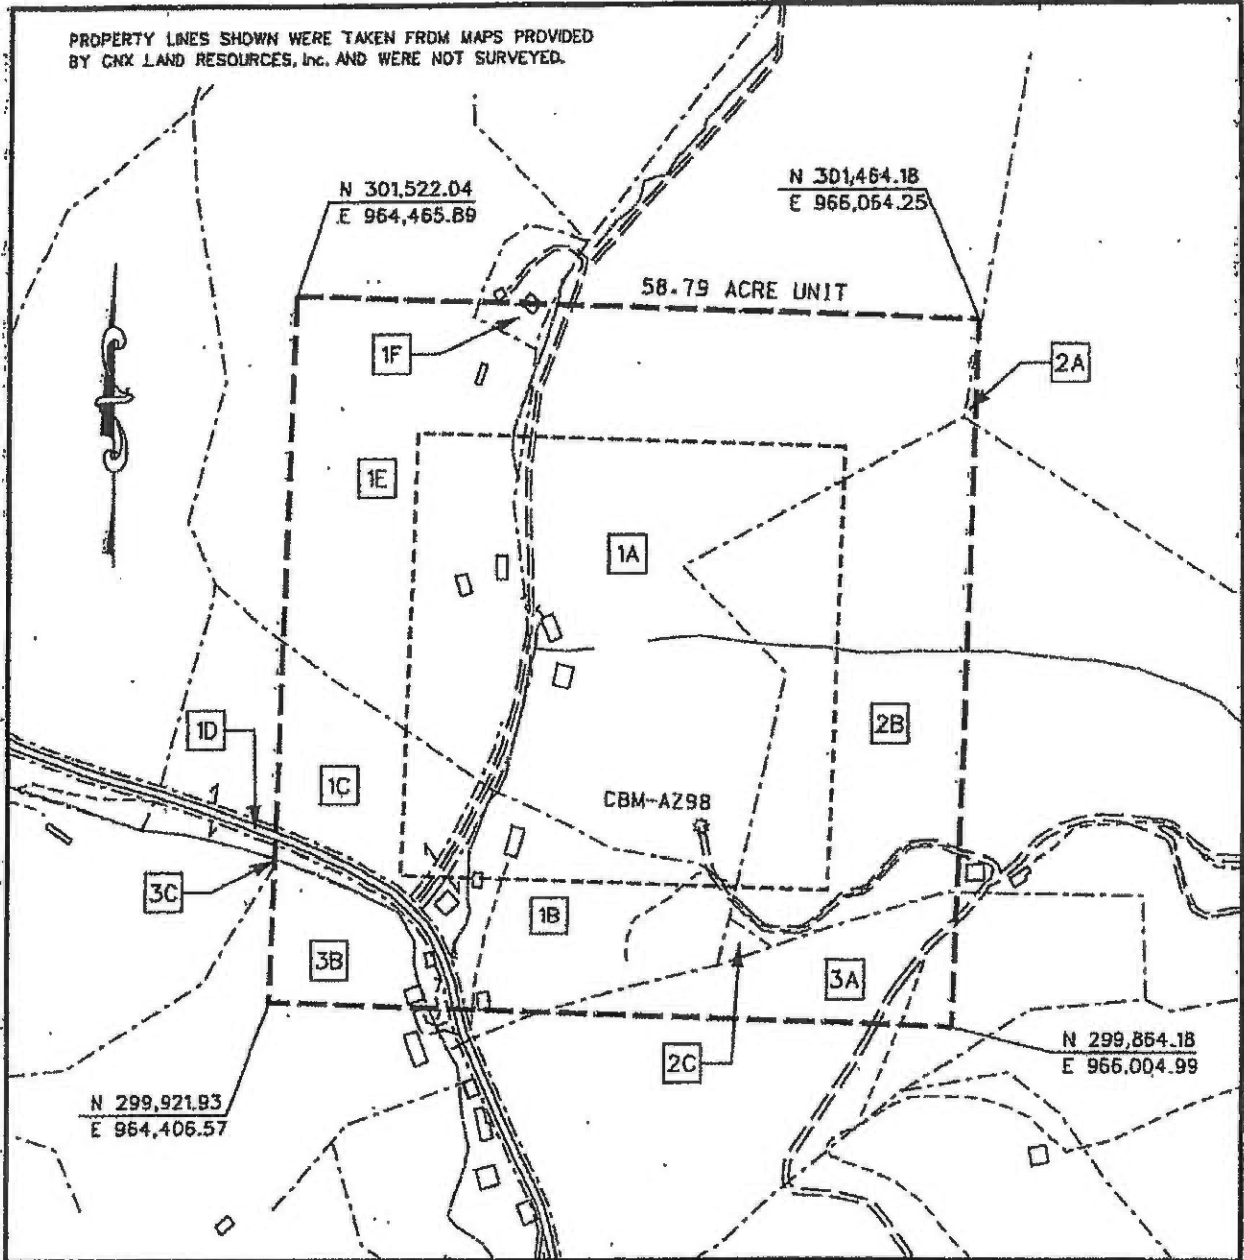 PROPERTY LINES SHOWN WERE TAKEN FROM MAPS PROVIDED
BY CNX LAND RESOURCES, Inc. AND WERE NOT SURVEYED.
N 301,522.04
E 964,465.89
N 301,464.18
E 966,064.25
58.79 ACRE UNIT
1F
2A
1E
1A
1D
2B
1C
CBM-AZ98
3C
1B
3B
3A
2C
N 299,864.18
E 966,004.99
N 299,921.93
E 964,406.57